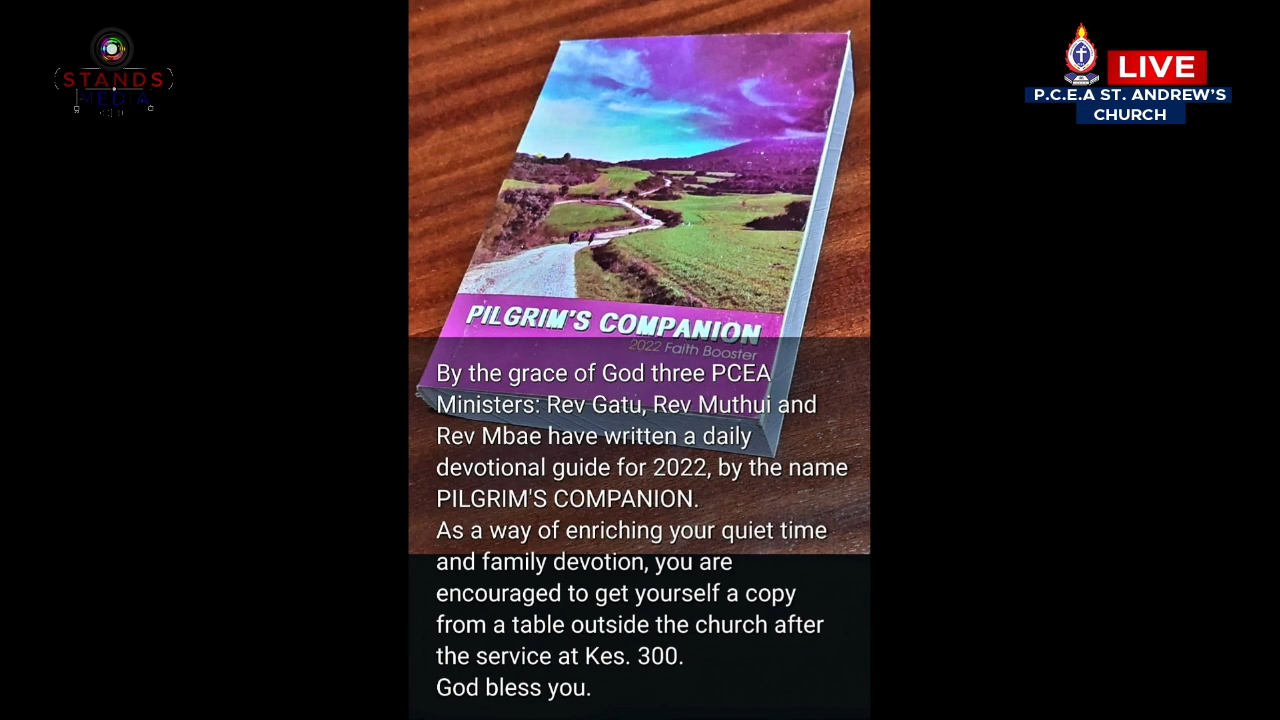 STANDS
MEDIA
LIVE
P.C.E.A ST. ANDREW'S
CHURCH
PILGRIM'S COMPANION
2022 Faith Booster
By the grace of God three PCEA
Ministers: Rev Gatu, Rev Muthui and
Rev Mbae have written a daily
devotional guide for 2022, by the name
PILGRIM'S COMPANION.
As a way of enriching your quiet time
and family devotion, you are
encouraged to get yourself a copy
from a table outside the church after
the service at Kes. 300.
God bless you.